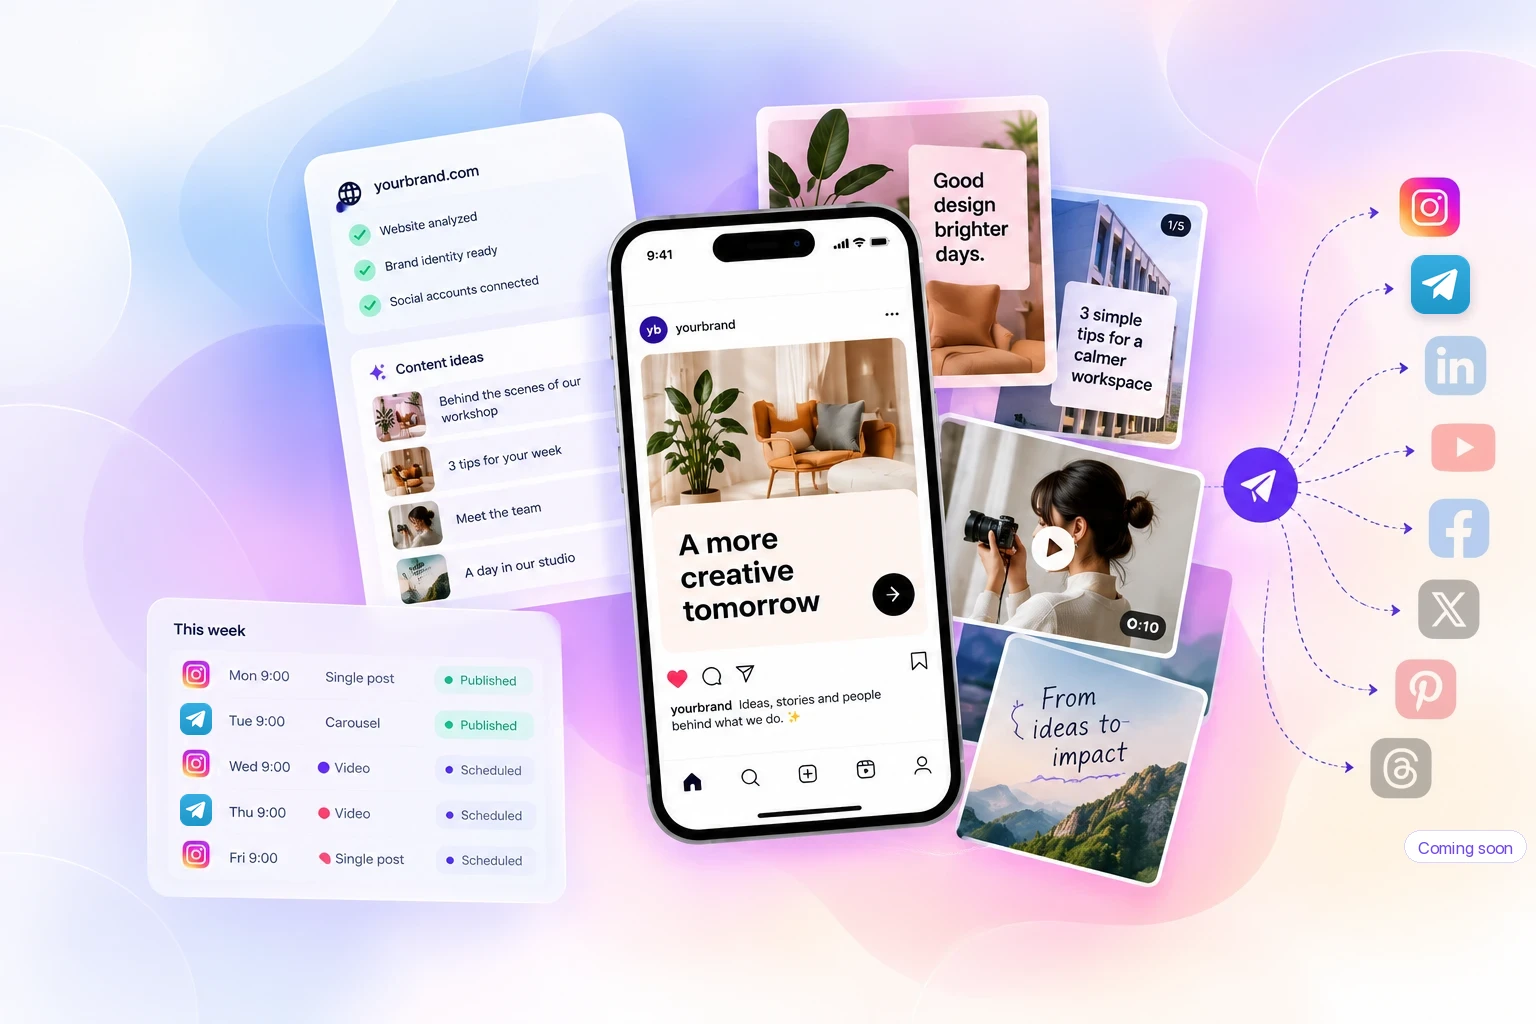 yourbrand.com
Website analyzed
Brand identity ready
Social accounts connected
Content ideas
Behind the scenes of our
workshop
3 tips for your week
Meet the team
A day in our studio
This week
Mon 9:00 Single post Published
Tue 9:00 Carousel Published
Wed 9:00 Video Scheduled
Thu 9:00 Video Scheduled
Fri 9:00 Single post Scheduled
9:41
yb yourbrand
A more
creative
tomorrow
yourbrand Ideas, stories and people
behind what we do. ✨
Good
design
brighter
days.
1/5
3 simple
tips for a
calmer
workspace
0:10
From
ideas to
impact
in
Coming soon